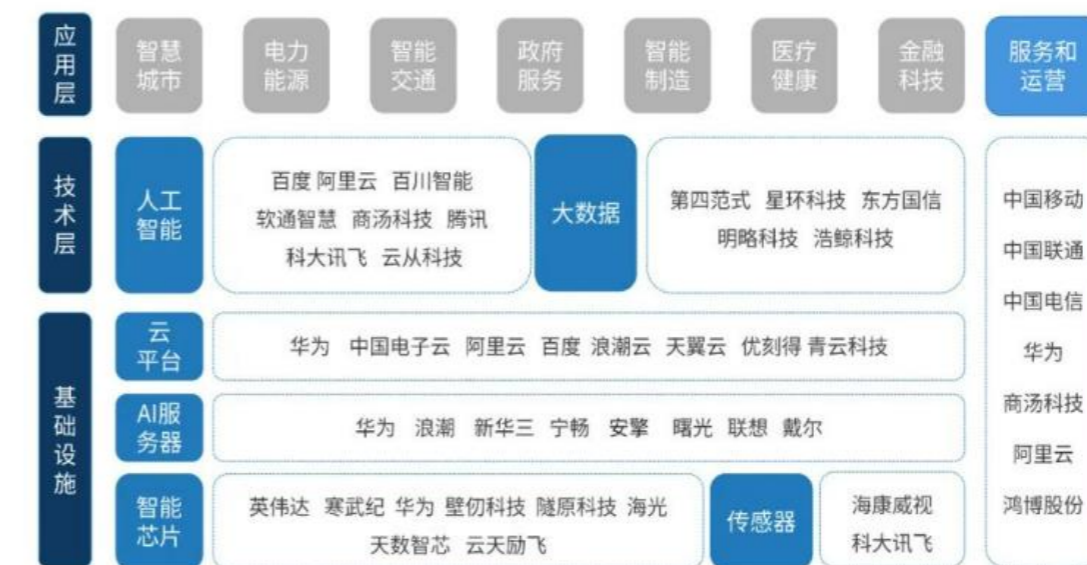 应用层
智慧
城市
电力
能源
智能
交通
政府
服务
智能
制造
医疗
健康
金融
科技
服务和
运营
技术层
人工
智能
百度 阿里云 百川智能
软通智慧 商汤科技 腾讯
科大讯飞 云从科技
大数据
第四范式 星环科技 东方国信
明略科技 浩鲸科技
基础设施
云
平台
华为 中国电子云 阿里云 百度 浪潮云 天翼云 优刻得 青云科技
AI服
务器
华为 浪潮 新华三 宁畅 安擎 曙光 联想 戴尔
智能
芯片
英伟达 寒武纪 华为 壁仞科技 隧原科技 海光
天数智芯 云天励飞
传感器
海康威视
科大讯飞
中国移动
中国联通
中国电信
华为
商汤科技
阿里云
鸿博股份